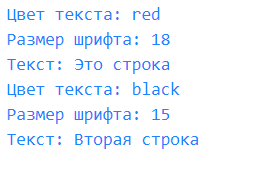 Цвет текста: red
Размер шрифта: 18
Текст: Это строка
Цвет текста: black
Размер шрифта: 15
Текст: Вторая строка